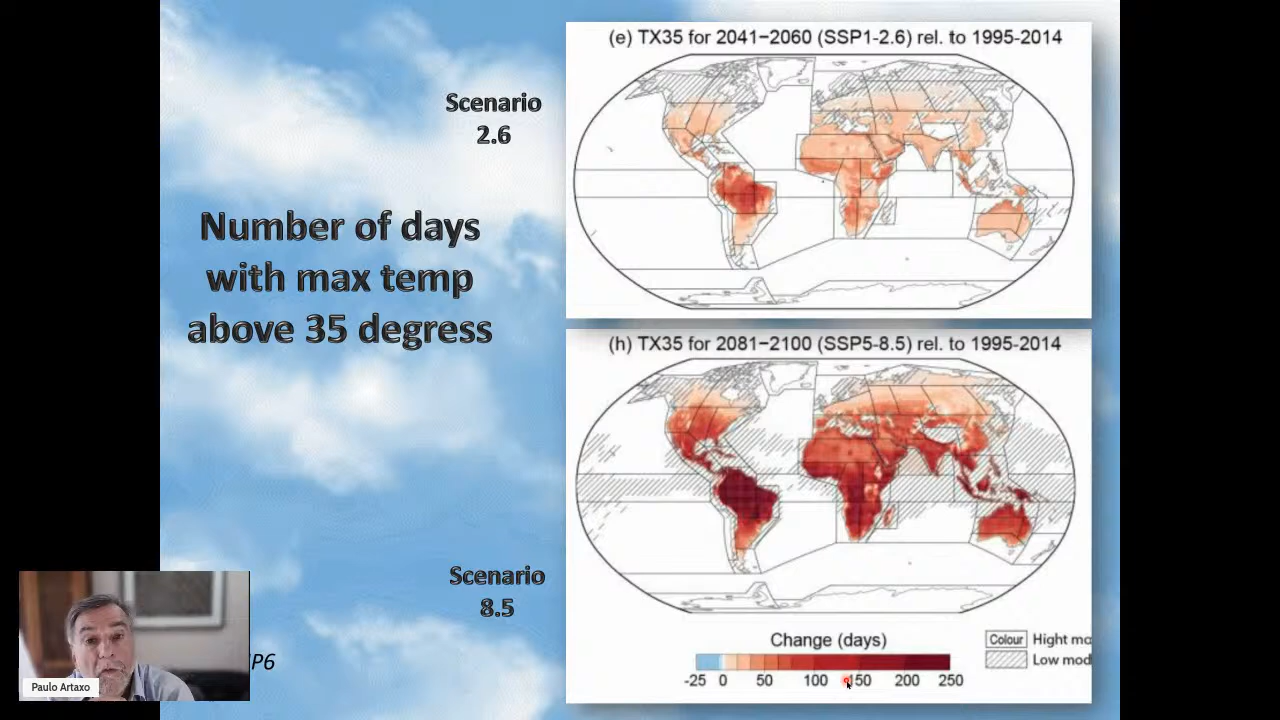 (e) TX35 for 2041−2060 (SSP1-2.6) rel. to 1995-2014
Scenario
2.6
Number of days
with max temp
above 35 degress
(h) TX35 for 2081−2100 (SSP5-8.5) rel. to 1995-2014
Scenario
8.5
Change (days)
-25 0 50 100 150 200 250
Colour Hight mo
Low mod
IP6
Paulo Artaxo